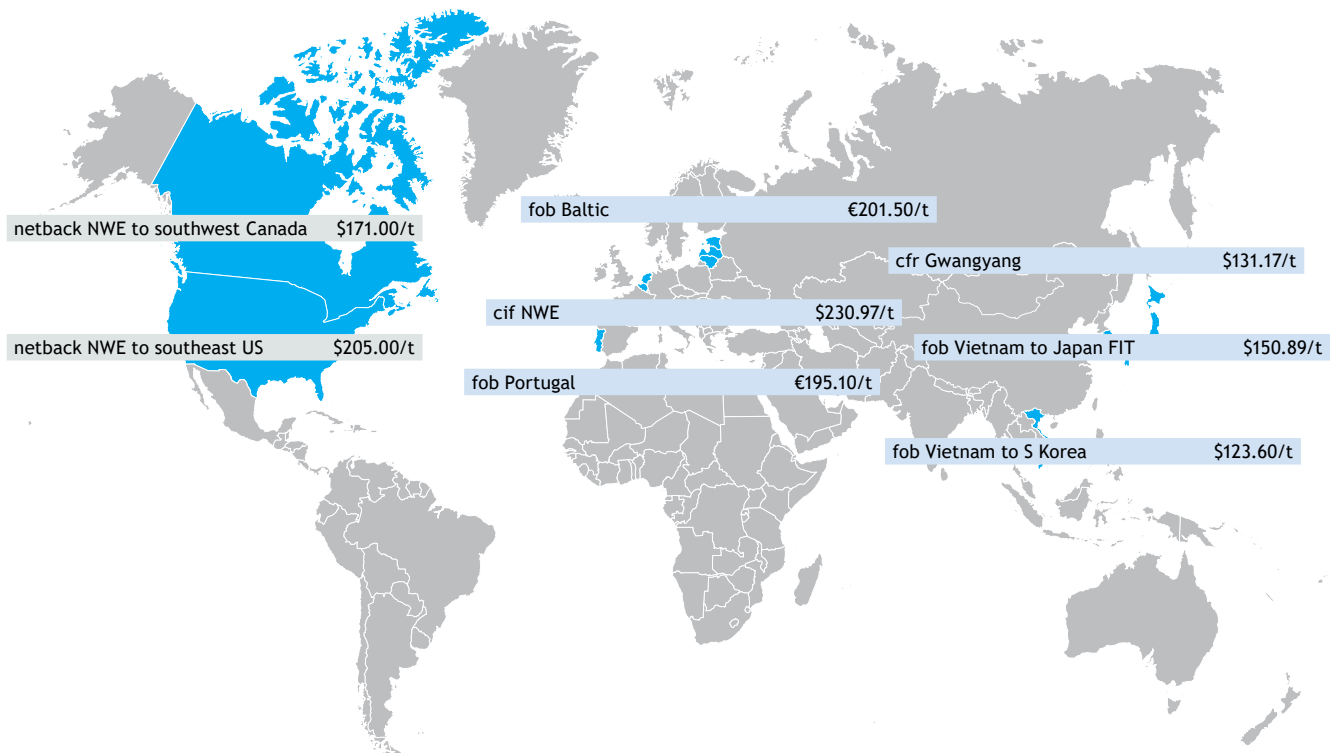 fob Baltic €201.50/t
netback NWE to southwest Canada $171.00/t
cfr Gwangyang $131.17/t
cif NWE $230.97/t
netback NWE to southeast US $205.00/t
fob Vietnam to Japan FIT $150.89/t
fob Portugal €195.10/t
fob Vietnam to S Korea $123.60/t